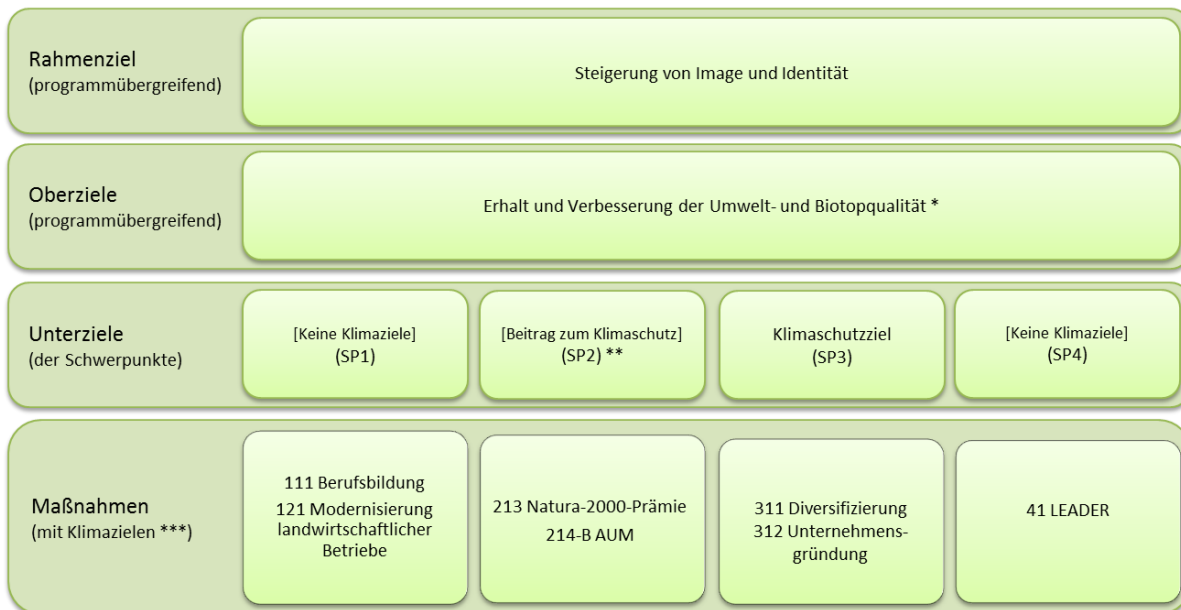 Rahmenziel
(programmübergreifend)
Steigerung von Image und Identität
Oberziele
(programmübergreifend)
Erhalt und Verbesserung der Umwelt- und Biotopqualität *
Unterziele
(der Schwerpunkte)
[Keine Klimaziele]
(SP1)
[Beitrag zum Klimaschutz]
(SP2) **
Klimaschutzziel
(SP3)
[Keine Klimaziele]
(SP4)
Maßnahmen
(mit Klimazielen ***)
111 Berufsbildung
121 Modernisierung
landwirtschaftlicher
Betriebe
213 Natura-2000-Prämie
214-B AUM
311 Diversifizierung
312 Unternehmens-
gründung
41 LEADER